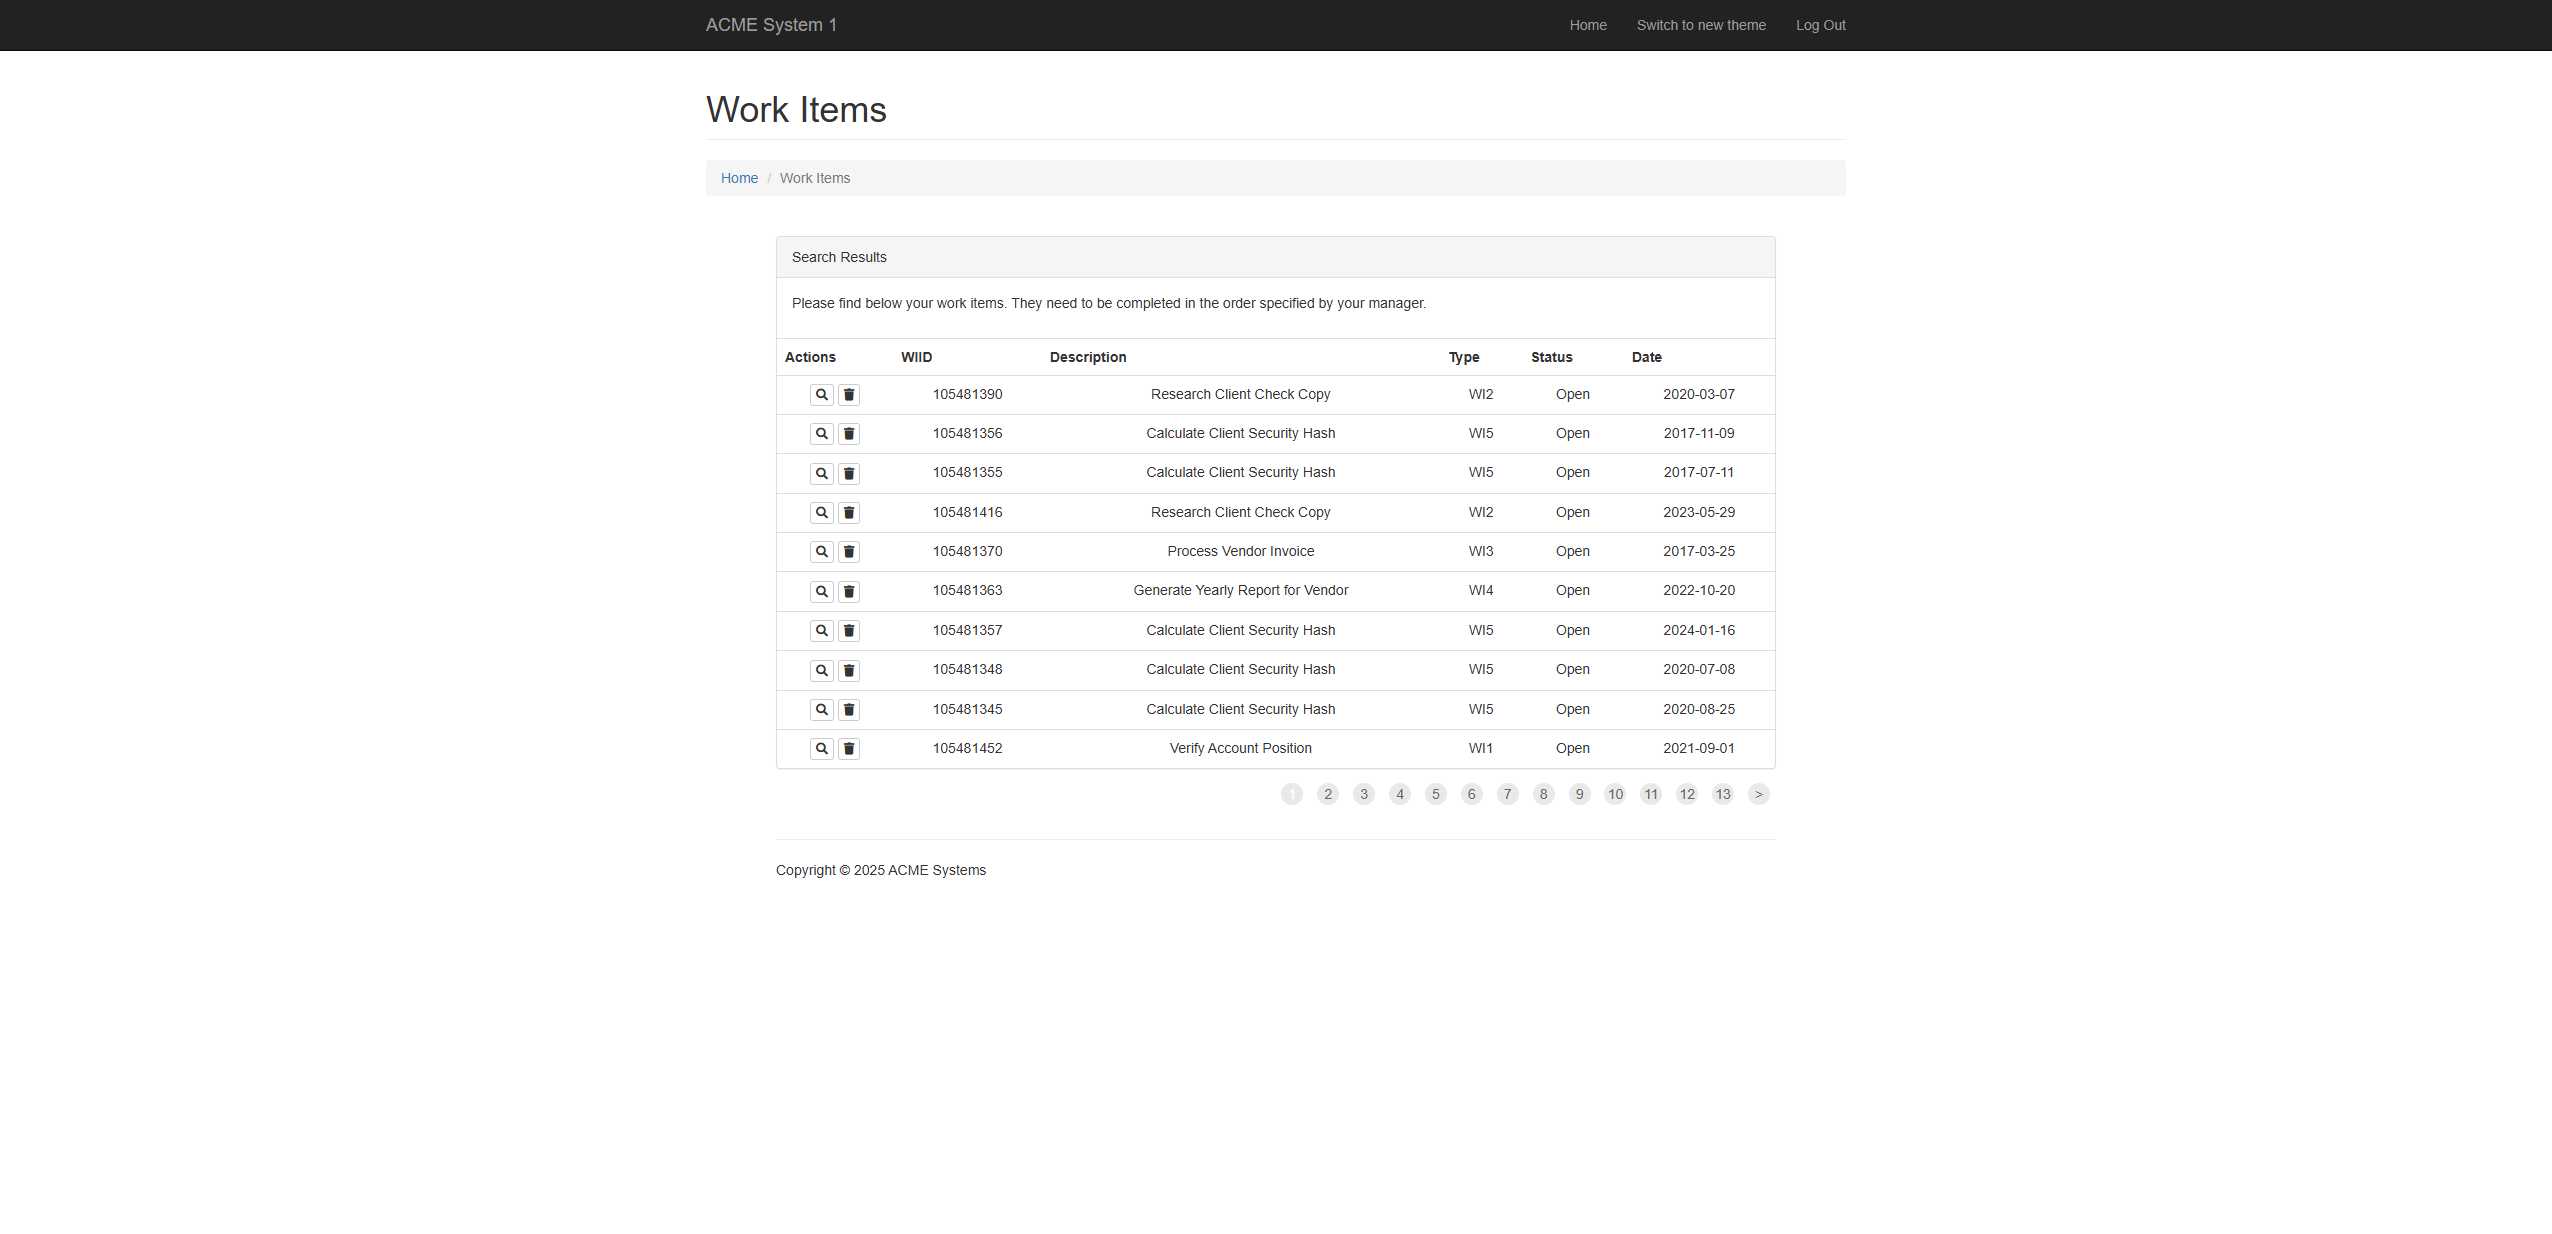 ACME System 1 Home Switch to new theme Log Out
Work Items
Home / Work Items
Search Results
Please find below your work items. They need to be completed in the order specified by your manager.
Actions WIID Description Type Status Date
105481390 Research Client Check Copy WI2 Open 2020-03-07
105481356 Calculate Client Security Hash WI5 Open 2017-11-09
105481355 Calculate Client Security Hash WI5 Open 2017-07-11
105481416 Research Client Check Copy WI2 Open 2023-05-29
105481370 Process Vendor Invoice WI3 Open 2017-03-25
105481363 Generate Yearly Report for Vendor WI4 Open 2022-10-20
105481357 Calculate Client Security Hash WI5 Open 2024-01-16
105481348 Calculate Client Security Hash WI5 Open 2020-07-08
105481345 Calculate Client Security Hash WI5 Open 2020-08-25
105481452 Verify Account Position WI1 Open 2021-09-01
1 2 3 4 5 6 7 8 9 10 11 12 13 >
Copyright © 2025 ACME Systems